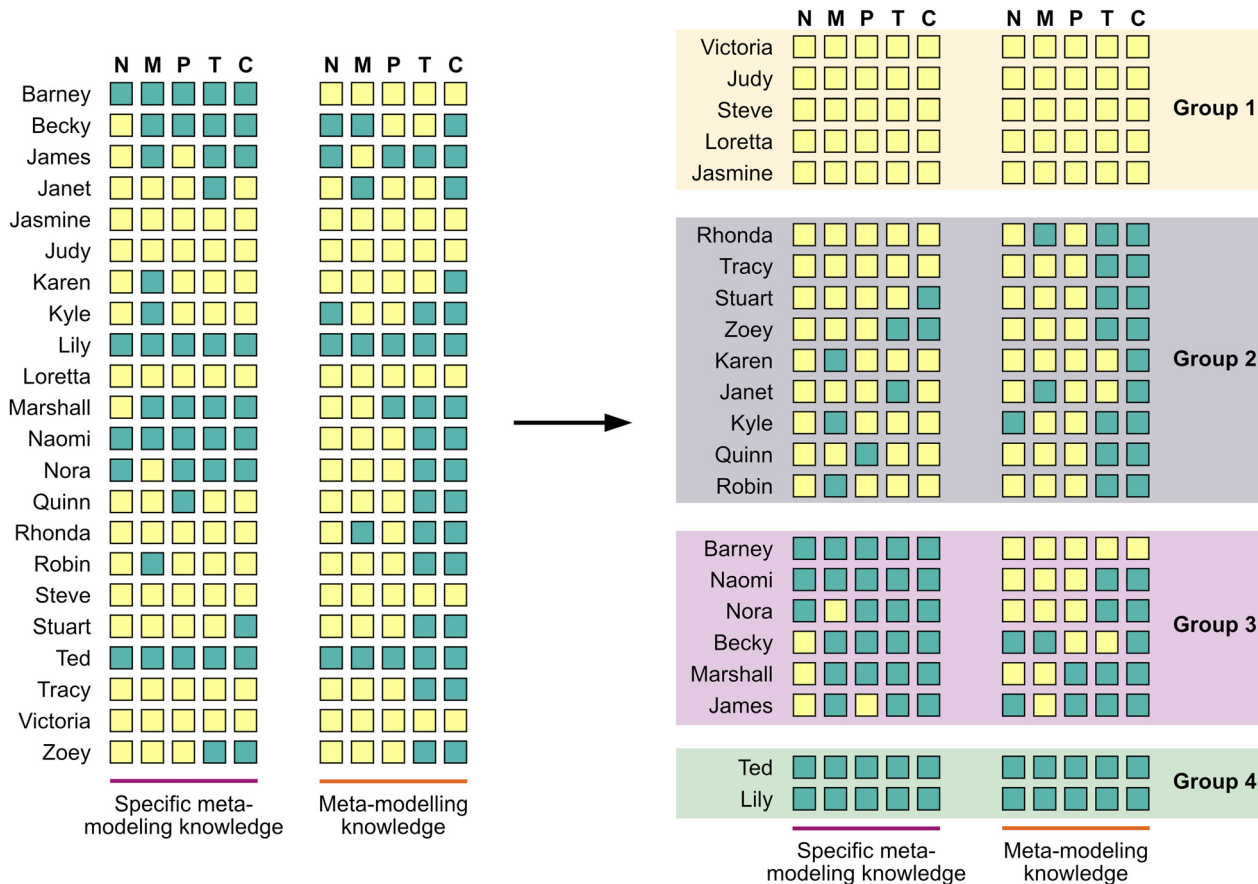 N M P T C N M P T C
Barney
Becky
James
Janet
Jasmine
Judy
Karen
Kyle
Lily
Loretta
Marshall
Naomi
Nora
Quinn
Rhonda
Robin
Steve
Stuart
Ted
Tracy
Victoria
Zoey
Specific meta-
modeling knowledge
Meta-modelling
knowledge
N M P T C N M P T C
Victoria
Judy
Steve
Loretta
Jasmine
Group 1
Rhonda
Tracy
Stuart
Zoey
Karen
Janet
Kyle
Quinn
Robin
Group 2
Barney
Naomi
Nora
Becky
Marshall
James
Group 3
Ted
Lily
Group 4
Specific meta-
modeling knowledge
Meta-modeling
knowledge